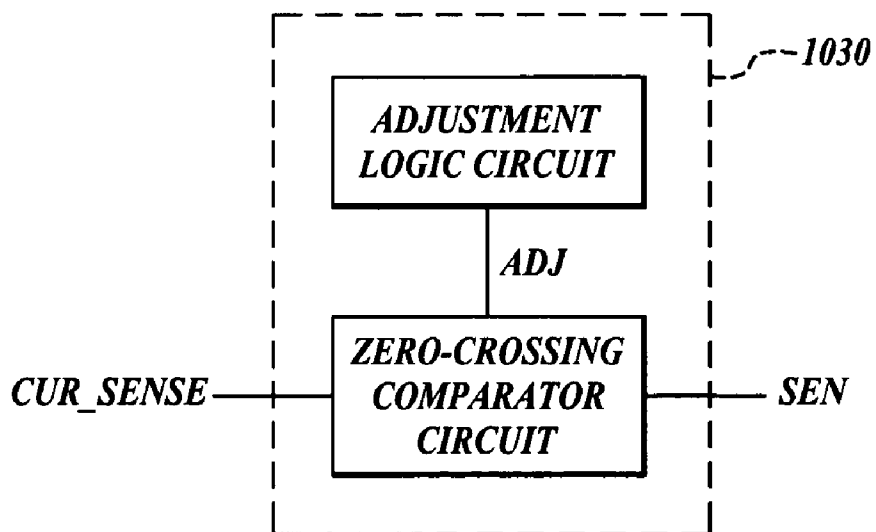 1030
ADJUSTMENT
LOGIC CIRCUIT
ADJ
ZERO-CROSSING
COMPARATOR
CIRCUIT
CUR_SENSE
SEN